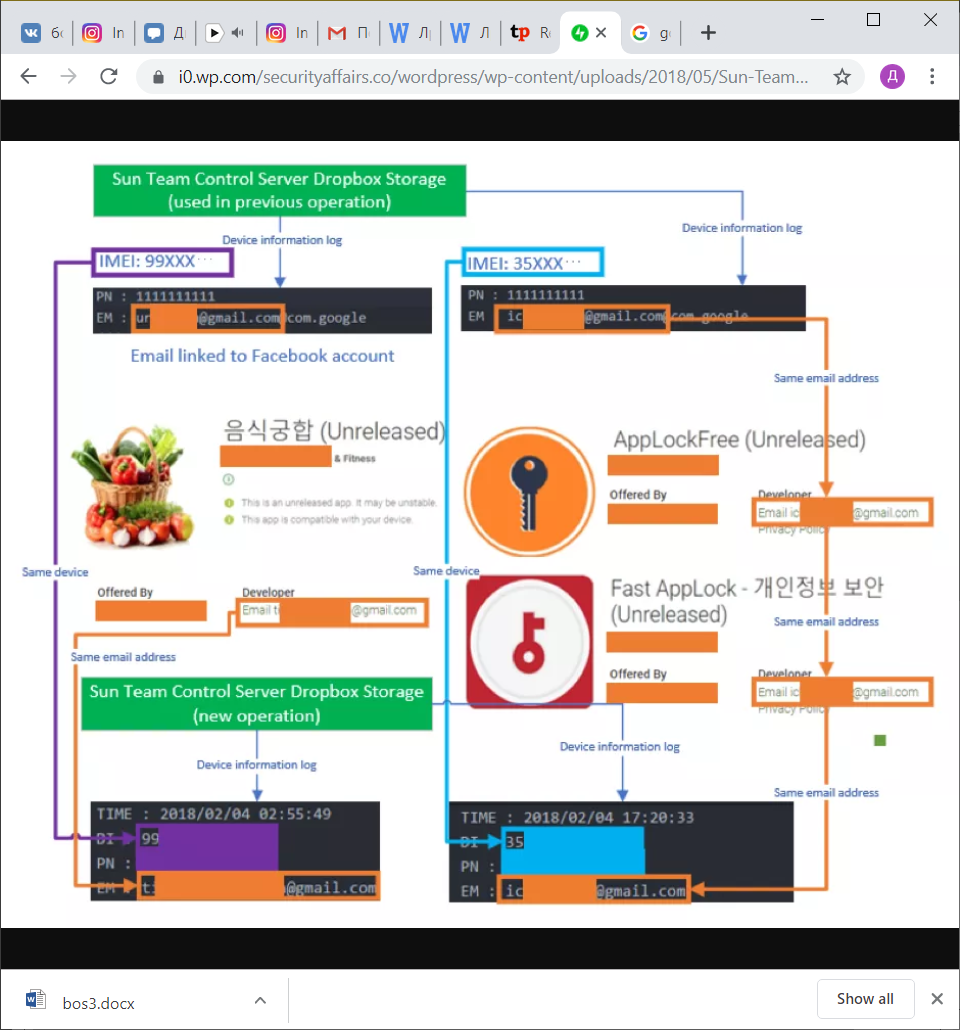 бо
In
Д
In
П
Л
Л
Re
g
i0.wp.com/securityaffairs.co/wordpress/wp-content/uploads/2018/05/Sun-Team...
Д
Sun Team Control Server Dropbox Storage
(used in previous operation)
Device information log
Device information log
IMEI: 99XXX···
IMEI: 35XXX···
PN : 1111111111
EM : ur @gmail.com@com.google
PN : 1111111111
EM ic @gmail.com@com.google
Email linked to Facebook account
Same email address
음식궁합 (Unreleased)
& Fitness
This is an unreleased app. It may be unstable.
This app is compatible with your device.
AppLockFree (Unreleased)
Offered By
Developer
Email ic @gmail.com
Privacy Policy
Same device
Same device
Offered By
Developer
Email t @gmail.com
Same email address
Fast AppLock - 개인정보 보안
(Unreleased)
Same email address
Offered By
Developer
Email ic @gmail.com
Privacy Policy
Sun Team Control Server Dropbox Storage
(new operation)
Device information log
Device information log
Same email address
TIME : 2018/02/04 02:55:49
DI 99
PN :
EM : ti @gmail.com
TIME : 2018/02/04 17:20:33
DI 35
PN :
EM : ic @gmail.com
bos3.docx
Show all